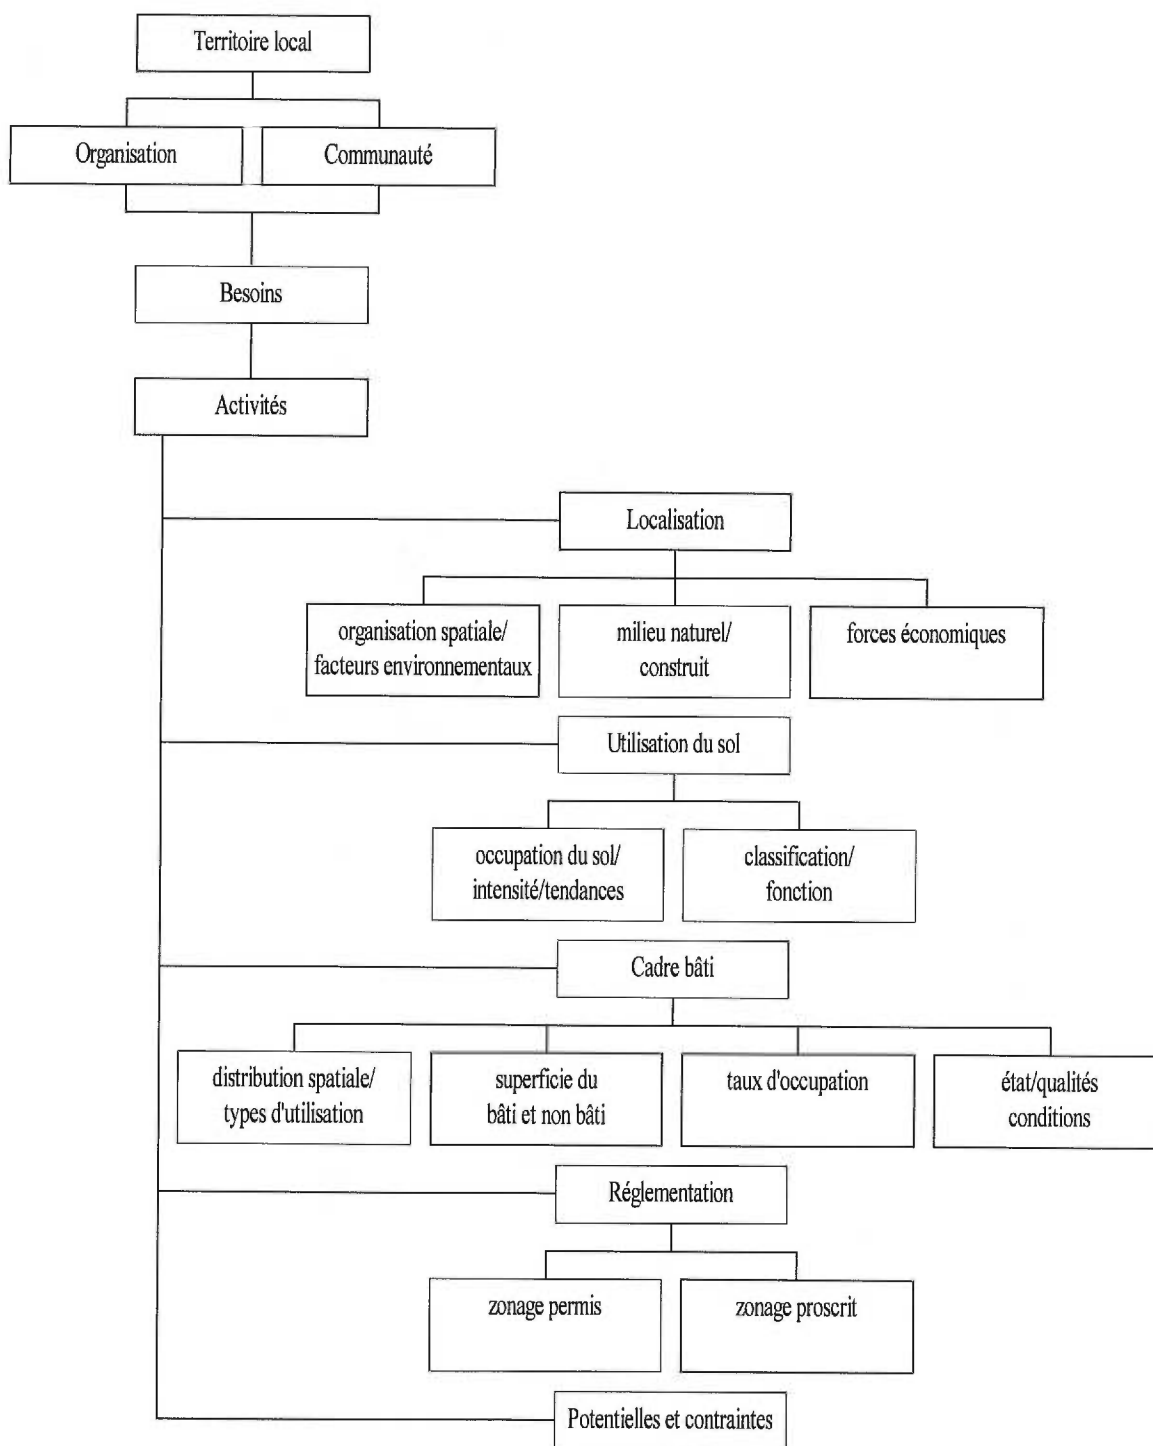 Territoire local
Organisation
Communauté
Besoins
Activités
Localisation
organisation spatiale/
facteurs environnementaux
milieu naturel/
construit
forces économiques
Utilisation du sol
occupation du sol/
intensité/tendances
classification/
fonction
Cadre bâti
distribution spatiale/
types d'utilisation
superficie du
bâti et non bâti
taux d'occupation
état/qualités
conditions
Réglementation
zonage permis
zonage proscrit
Potentielles et contraintes